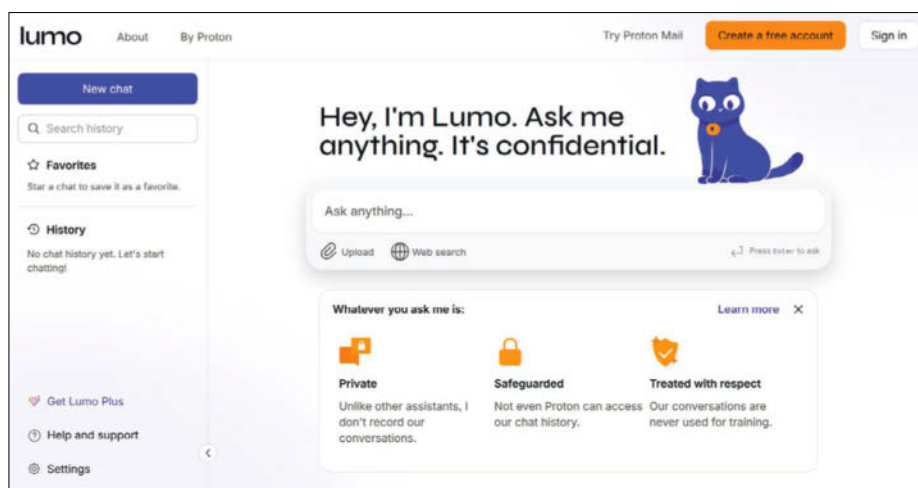 lumo
About
By Proton
Try Proton Mail
Create a free account
Sign in
New chat
Search history
Favorites
Star a chat to save it as a favorite.
History
No chat history yet. Let's start
chatting!
Get Lumo Plus
Help and support
Settings
Hey, I'm Lumo. Ask me
anything. It's confidential.
Ask anything...
Upload
Web search
Press Enter to ask
Whatever you ask me is:
Learn more
Private
Unlike other assistants, I
don't record our
conversations.
Safeguarded
Not even Proton can access
our chat history.
Treated with respect
Our conversations are
never used for training.